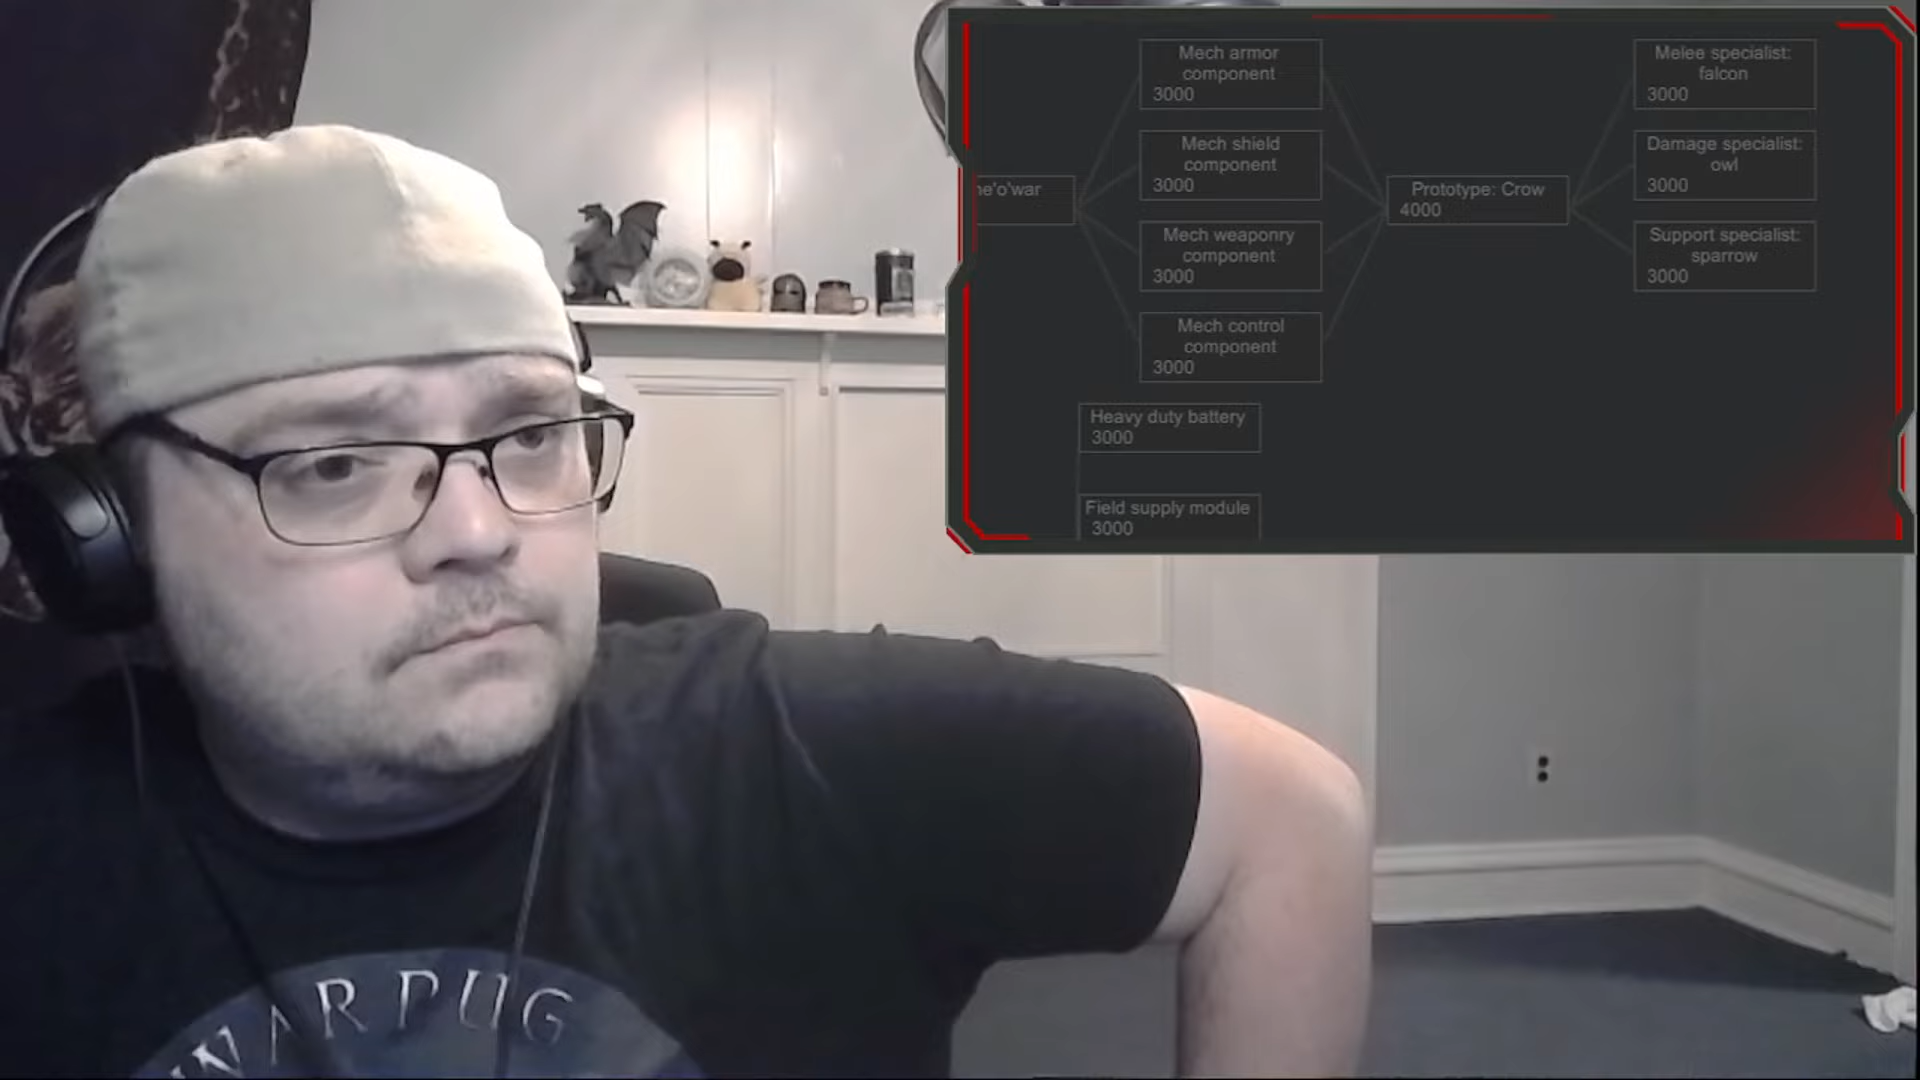 Mech armor
component
3000
Mech shield
component
3000
Mech weaponry
component
3000
Mech control
component
3000
ne'o'war
Prototype: Crow
4000
Melee specialist:
falcon
3000
Damage specialist:
owl
3000
Support specialist:
sparrow
3000
Heavy duty battery
3000
Field supply module
3000
WARPUG